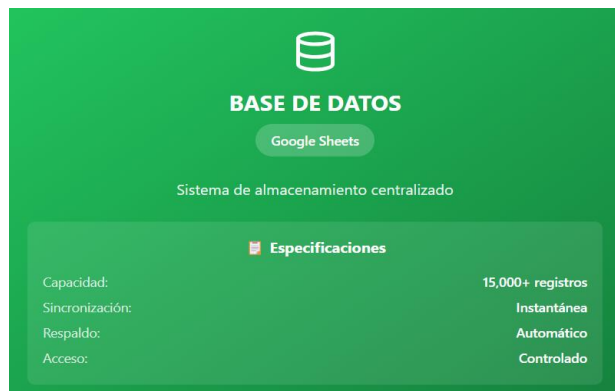 BASE DE DATOS
Google Sheets
Sistema de almacenamiento centralizado
📋 Especificaciones
Capacidad: 15,000+ registros
Sincronización: Instantánea
Respaldo: Automático
Acceso: Controlado